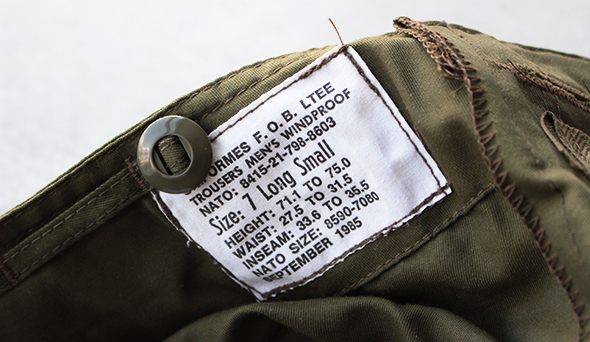 FORMES F.O.B. LTEE
TROUSERS MEN'S WINDPROOF
NATO: 8415-21-798-8603
Size: 7 Long Small
HEIGHT: 71.1 TO 75.0
WAIST: 27.5 TO 31.5
INSEAM: 33.6 TO 35.5
NATO SIZE: 8590-7080
SEPTEMBER 1985